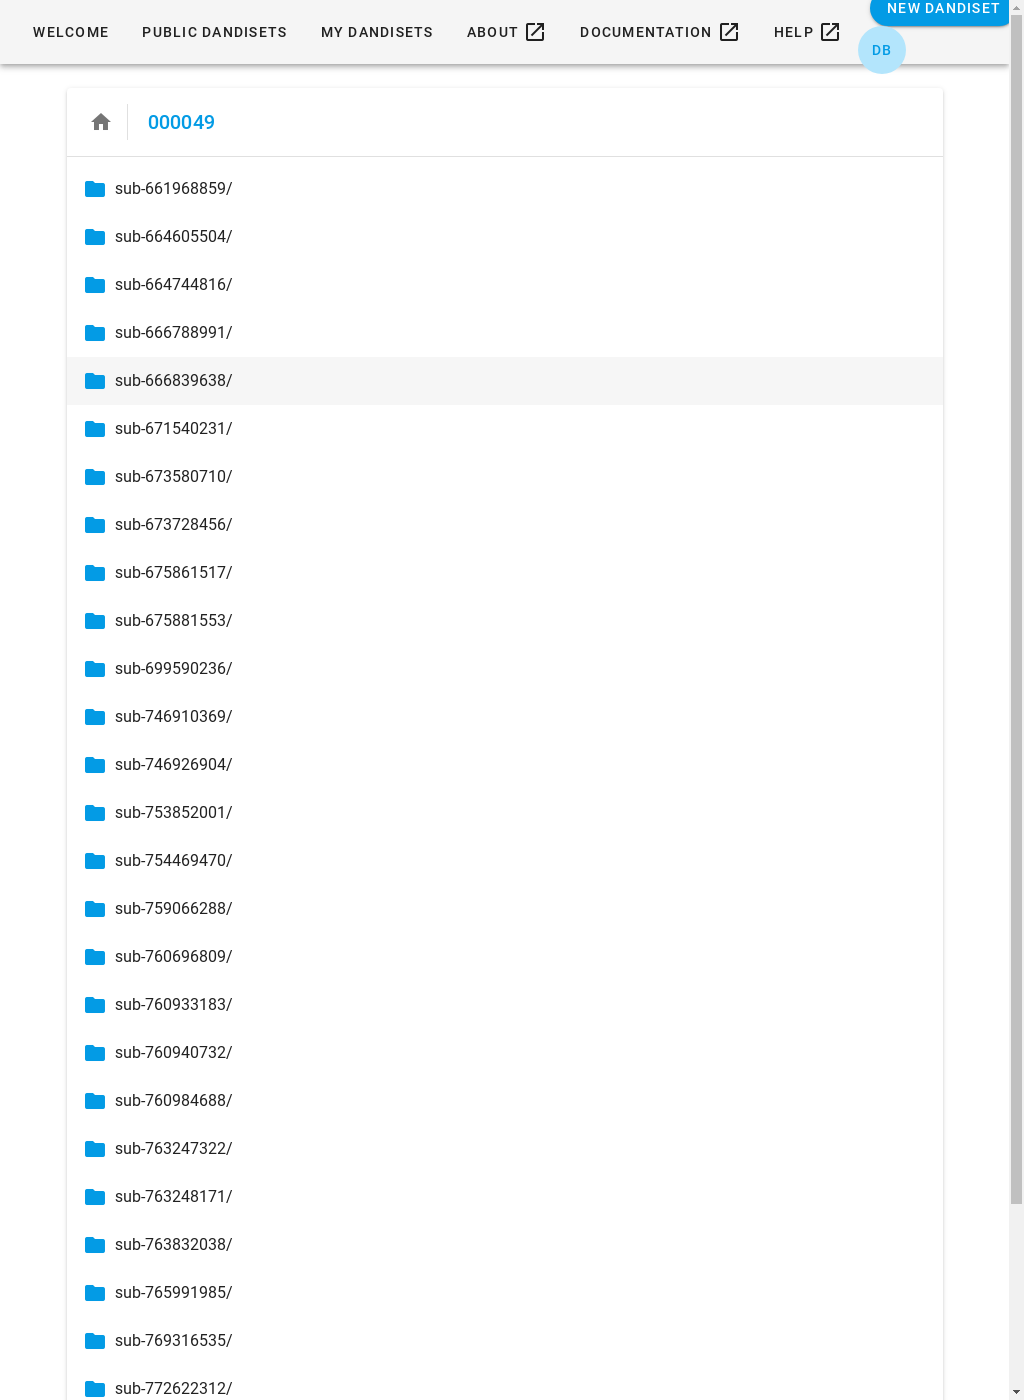 WELCOME PUBLIC DANDISETS MY DANDISETS ABOUT DOCUMENTATION HELP NEW DANDISET
DB
000049
sub-661968859/
sub-664605504/
sub-664744816/
sub-666788991/
sub-666839638/
sub-671540231/
sub-673580710/
sub-673728456/
sub-675861517/
sub-675881553/
sub-699590236/
sub-746910369/
sub-746926904/
sub-753852001/
sub-754469470/
sub-759066288/
sub-760696809/
sub-760933183/
sub-760940732/
sub-760984688/
sub-763247322/
sub-763248171/
sub-763832038/
sub-765991985/
sub-769316535/
sub-772622312/